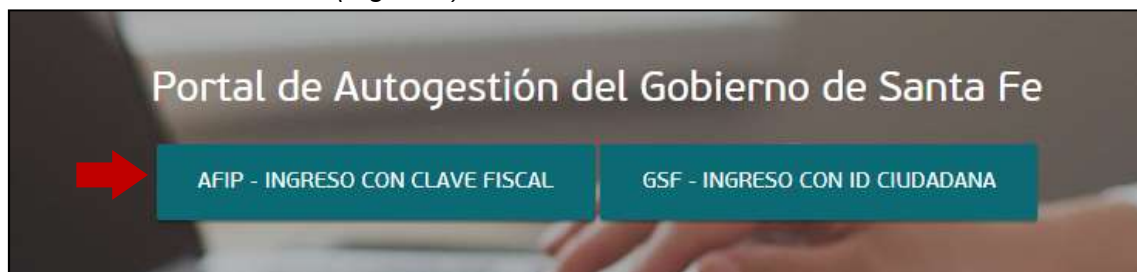 Portal de Autogestión del Gobierno de Santa Fe
AFIP - INGRESO CON CLAVE FISCAL
GSF - INGRESO CON ID CIUDADANA